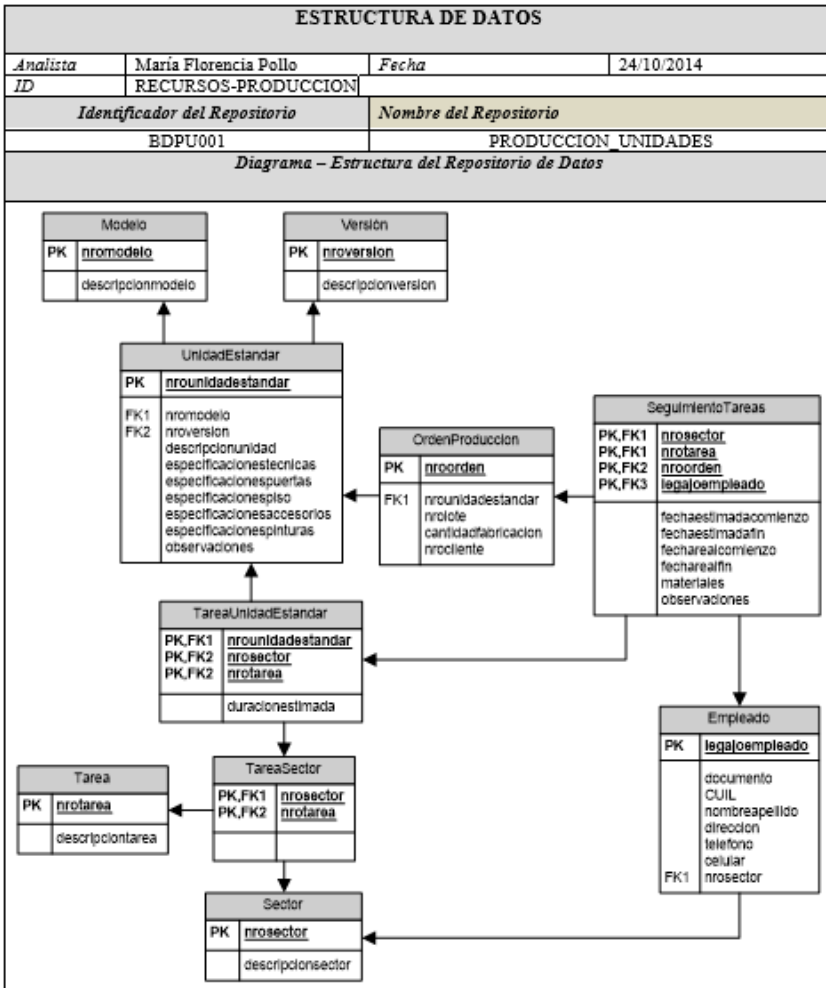 ESTRUCTURA DE DATOS
Analista María Florencia Pollo Fecha 24/10/2014
ID RECURSOS-PRODUCCION
Identificador del Repositorio Nombre del Repositorio
BDPU001 PRODUCCION_UNIDADES
Diagrama – Estructura del Repositorio de Datos
Modelo
PK nromodelo
descripcionmodelo
Versión
PK nroversion
descripcionversion
UnidadEstandar
PK nrounidadestandar
FK1 nromodelo
FK2 nroversion
descripcionunidad
especificacionestecnicas
especificacionespuertas
especificacionespiso
especificacionesaccesorios
especificacionespinturas
observaciones
OrdenProduccion
PK nroorden
FK1 nrounidadestandar
nrolote
cantidadfabricacion
nrocliente
SeguimientoTareas
PK,FK1 nrosector
PK,FK1 nrotarea
PK,FK2 nroorden
PK,FK3 legajoempleado
fechaestimadacomienzo
fechaestimadafin
fecharealcomienzo
fecharealfin
materiales
observaciones
TareaUnidadEstandar
PK,FK1 nrounidadestandar
PK,FK2 nrosector
PK,FK2 nrotarea
duracionestimada
Empleado
PK legajoempleado
documento
CUIL
nombreapellido
direccion
telefono
celular
FK1 nrosector
Tarea
PK nrotarea
descripciontarea
TareaSector
PK,FK1 nrosector
PK,FK2 nrotarea
Sector
PK nrosector
descripcionsector